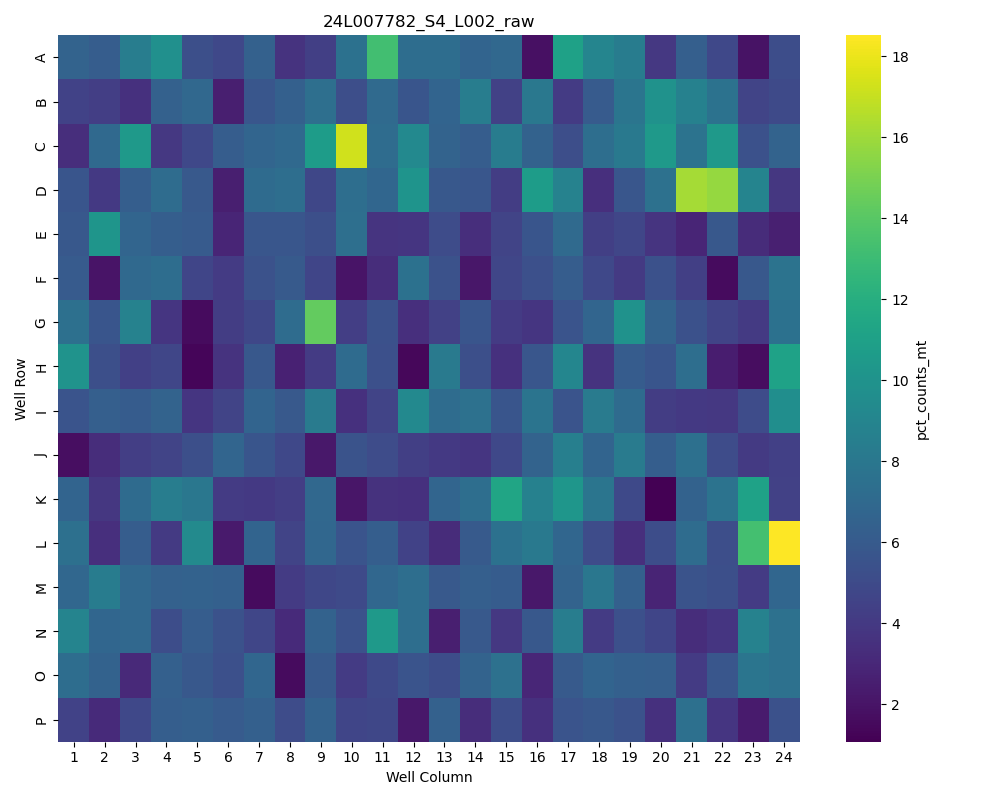 24L007782_S4_L002_raw
Well Row
A
B
C
D
E
F
G
H
I
J
K
L
M
N
O
P
1 2 3 4 5 6 7 8 9 10 11 12 13 14 15 16 17 18 19 20 21 22 23 24
Well Column
18
16
14
12
10
8
6
4
2
pct_counts_mt